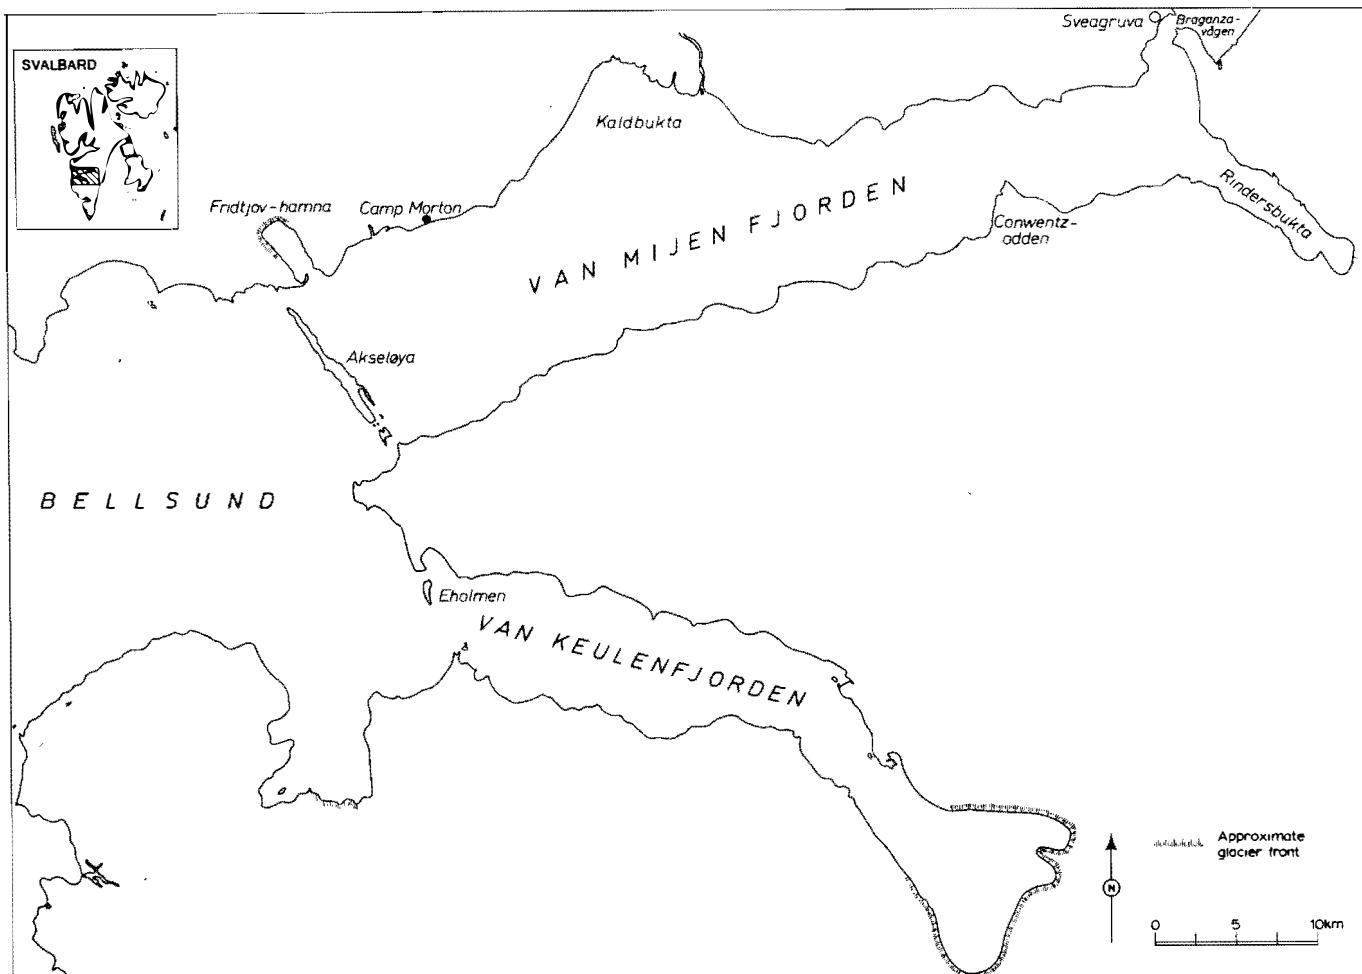 Sveagruva
Braganza-
vågen
SVALBARD
Kaldbukta
Rindersbukta
Fridtjov-hamna
Camp Morton
VAN MIJEN FJORDEN
Conwentz-
odden
Akseløya
BELLSUND
Eholmen
VAN KEULENFJORDEN
Approximate
glacier front
N
0 5 10km